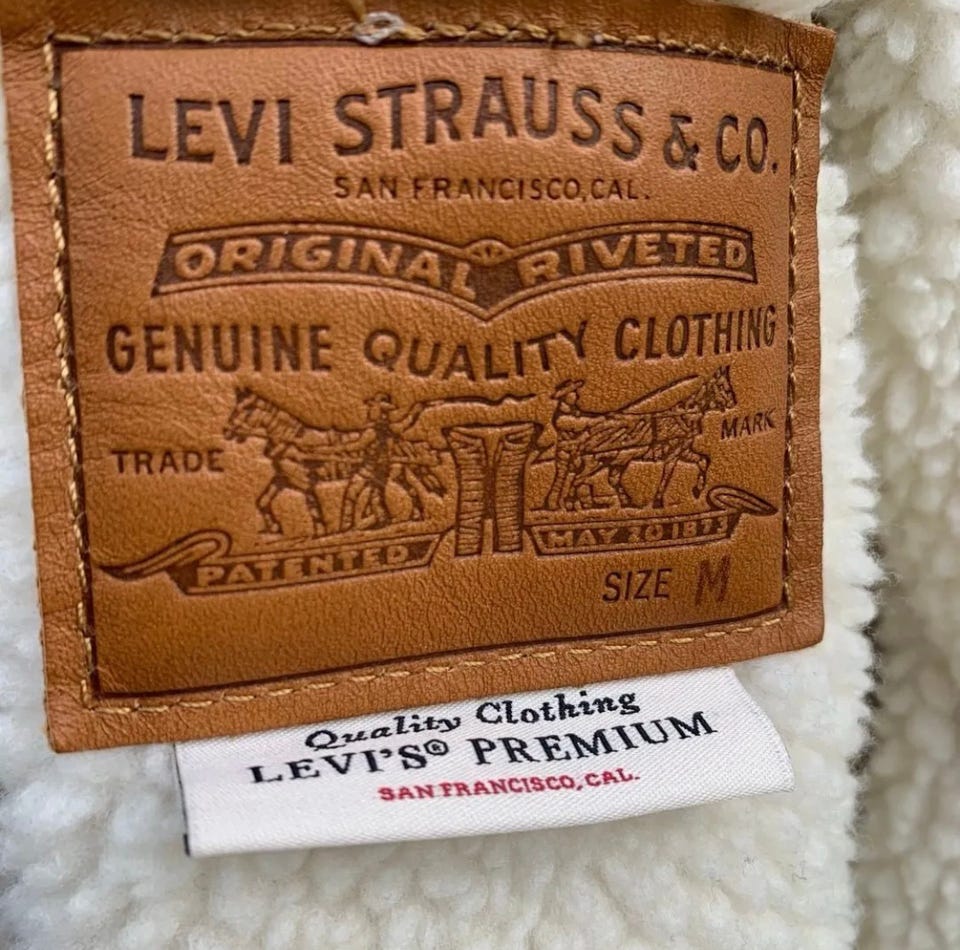 LEVI STRAUSS & CO.
SAN FRANCISCO, CAL.
ORIGINAL RIVETED
GENUINE QUALITY CLOTHING
TRADE MARK
PATENTED MAY 20 1873
SIZE M
Quality Clothing
LEVI'S® PREMIUM
SAN FRANCISCO, CAL.